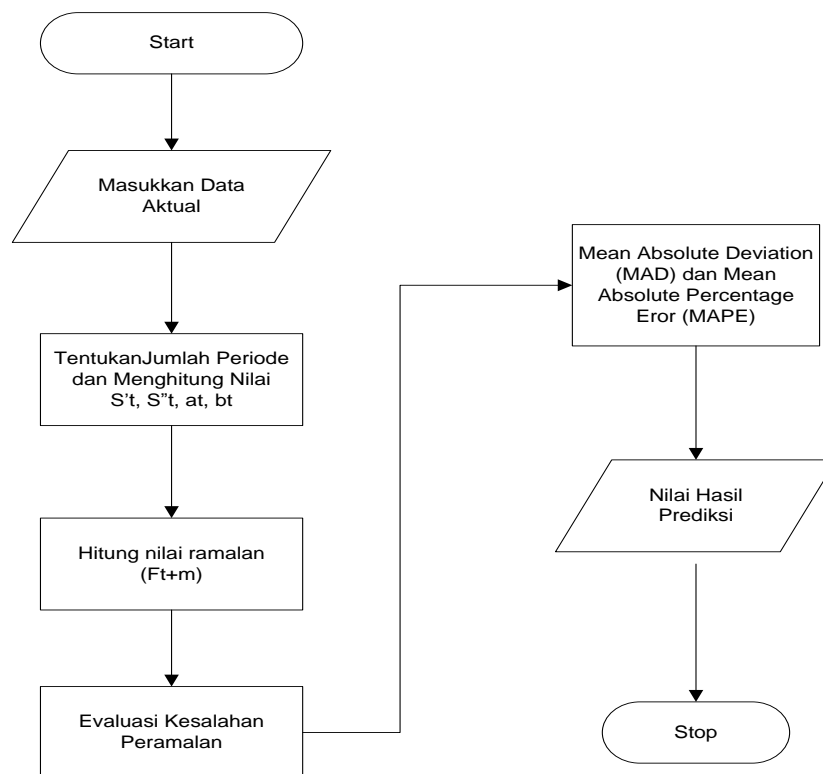 Start
Masukkan Data
Aktual
TentukanJumlah Periode
dan Menghitung Nilai
S't, S"t, at, bt
Hitung nilai ramalan
(Ft+m)
Evaluasi Kesalahan
Peramalan
Mean Absolute Deviation
(MAD) dan Mean
Absolute Percentage
Eror (MAPE)
Nilai Hasil
Prediksi
Stop